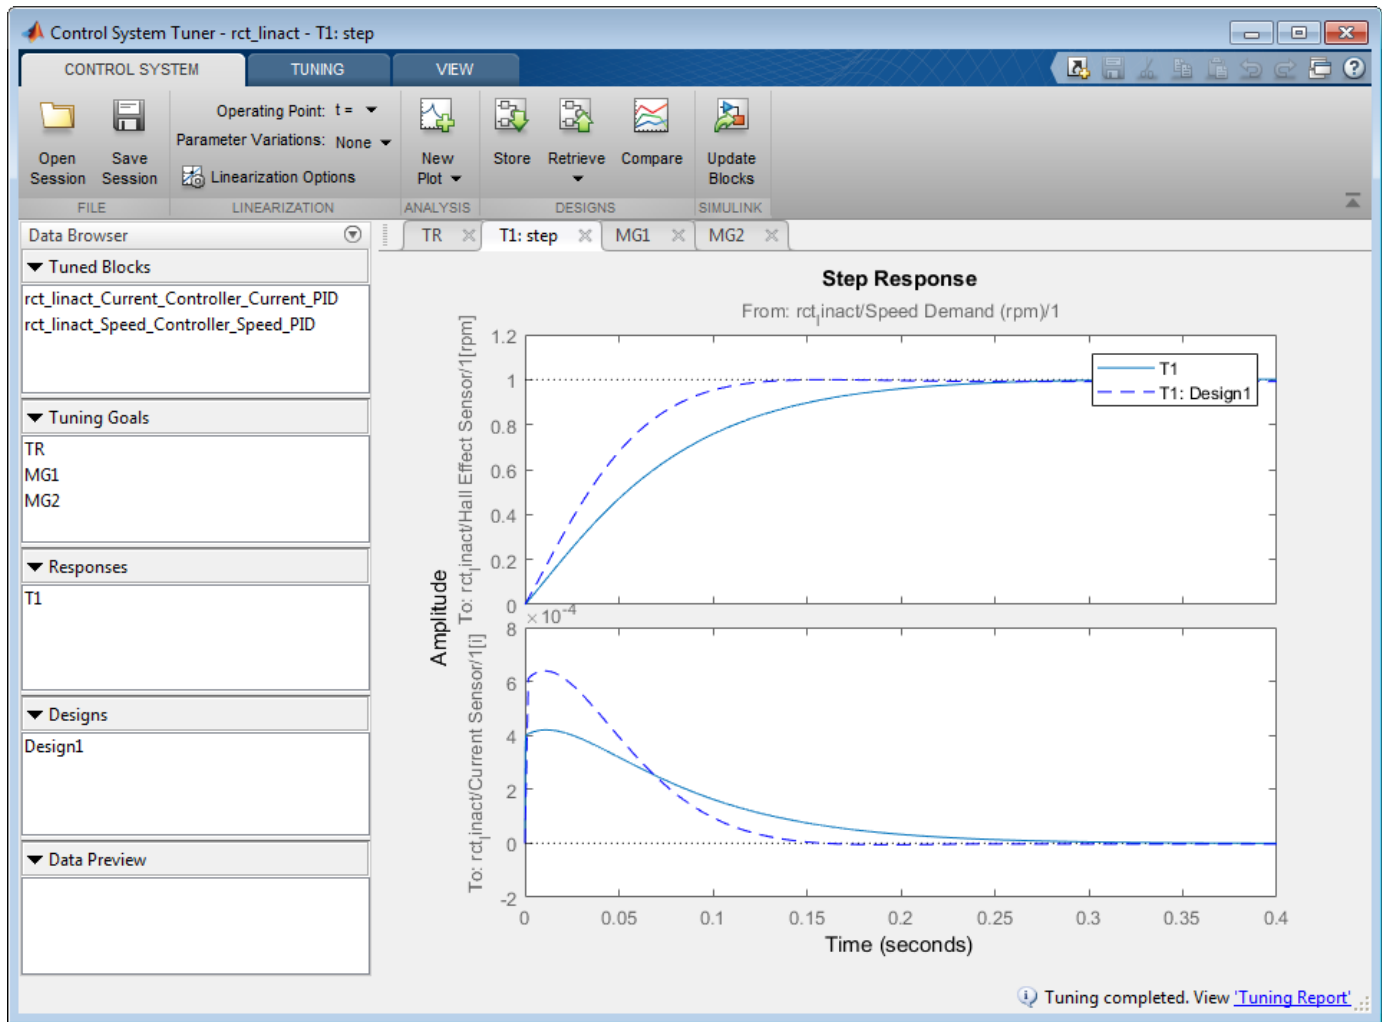 Control System Tuner - rct_linact - T1: step
CONTROL SYSTEM
TUNING
VIEW
Operating Point: t =
Parameter Variations: None
Linearization Options
Open Session
Save Session
New Plot
Store
Retrieve
Compare
Update Blocks
FILE
LINEARIZATION
ANALYSIS
DESIGNS
SIMULINK
Data Browser
Tuned Blocks
rct_linact_Current_Controller_Current_PID
rct_linact_Speed_Controller_Speed_PID
Tuning Goals
TR
MG1
MG2
Responses
T1
Designs
Design1
Data Preview
TR
T1: step
MG1
MG2
Step Response
From: rct_linact/Speed Demand (rpm)/1
Amplitude
To: rct_linact/Hall Effect Sensor/1[rpm]
1.2
1
0.8
0.6
0.4
0.2
0
T1
T1: Design1
To: rct_linact/Current Sensor/1[i]
×10^-4
8
6
4
2
0
-2
0 0.05 0.1 0.15 0.2 0.25 0.3 0.35 0.4
Time (seconds)
Tuning completed. View 'Tuning Report'